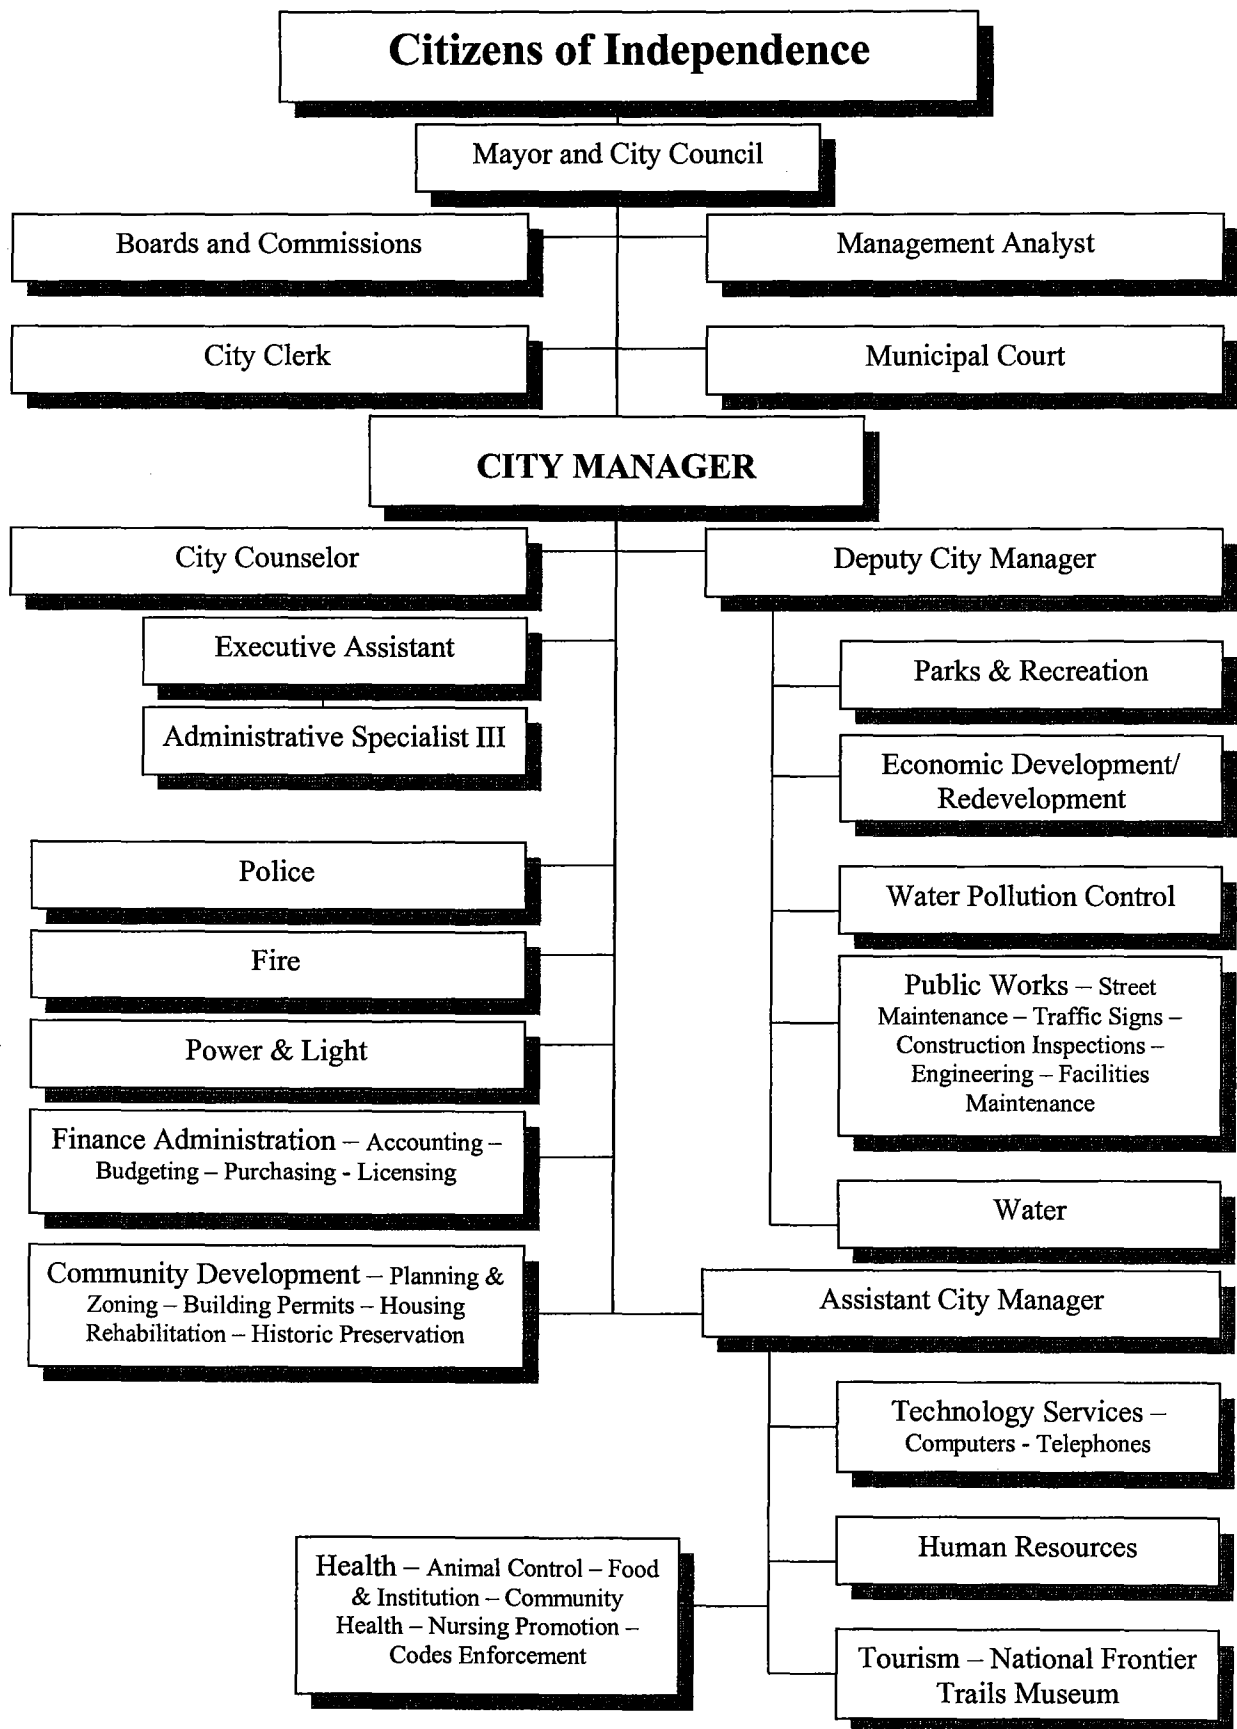 Citizens of Independence
Mayor and City Council
Boards and Commissions
Management Analyst
City Clerk
Municipal Court
CITY MANAGER
City Counselor
Deputy City Manager
Executive Assistant
Administrative Specialist III
Parks & Recreation
Economic Development/
Redevelopment
Police
Water Pollution Control
Fire
Public Works – Street
Maintenance – Traffic Signs –
Construction Inspections –
Engineering – Facilities
Maintenance
Power & Light
Finance Administration – Accounting –
Budgeting – Purchasing - Licensing
Water
Community Development – Planning &
Zoning – Building Permits – Housing
Rehabilitation – Historic Preservation
Assistant City Manager
Technology Services –
Computers - Telephones
Human Resources
Health – Animal Control – Food
& Institution – Community
Health – Nursing Promotion –
Codes Enforcement
Tourism – National Frontier
Trails Museum